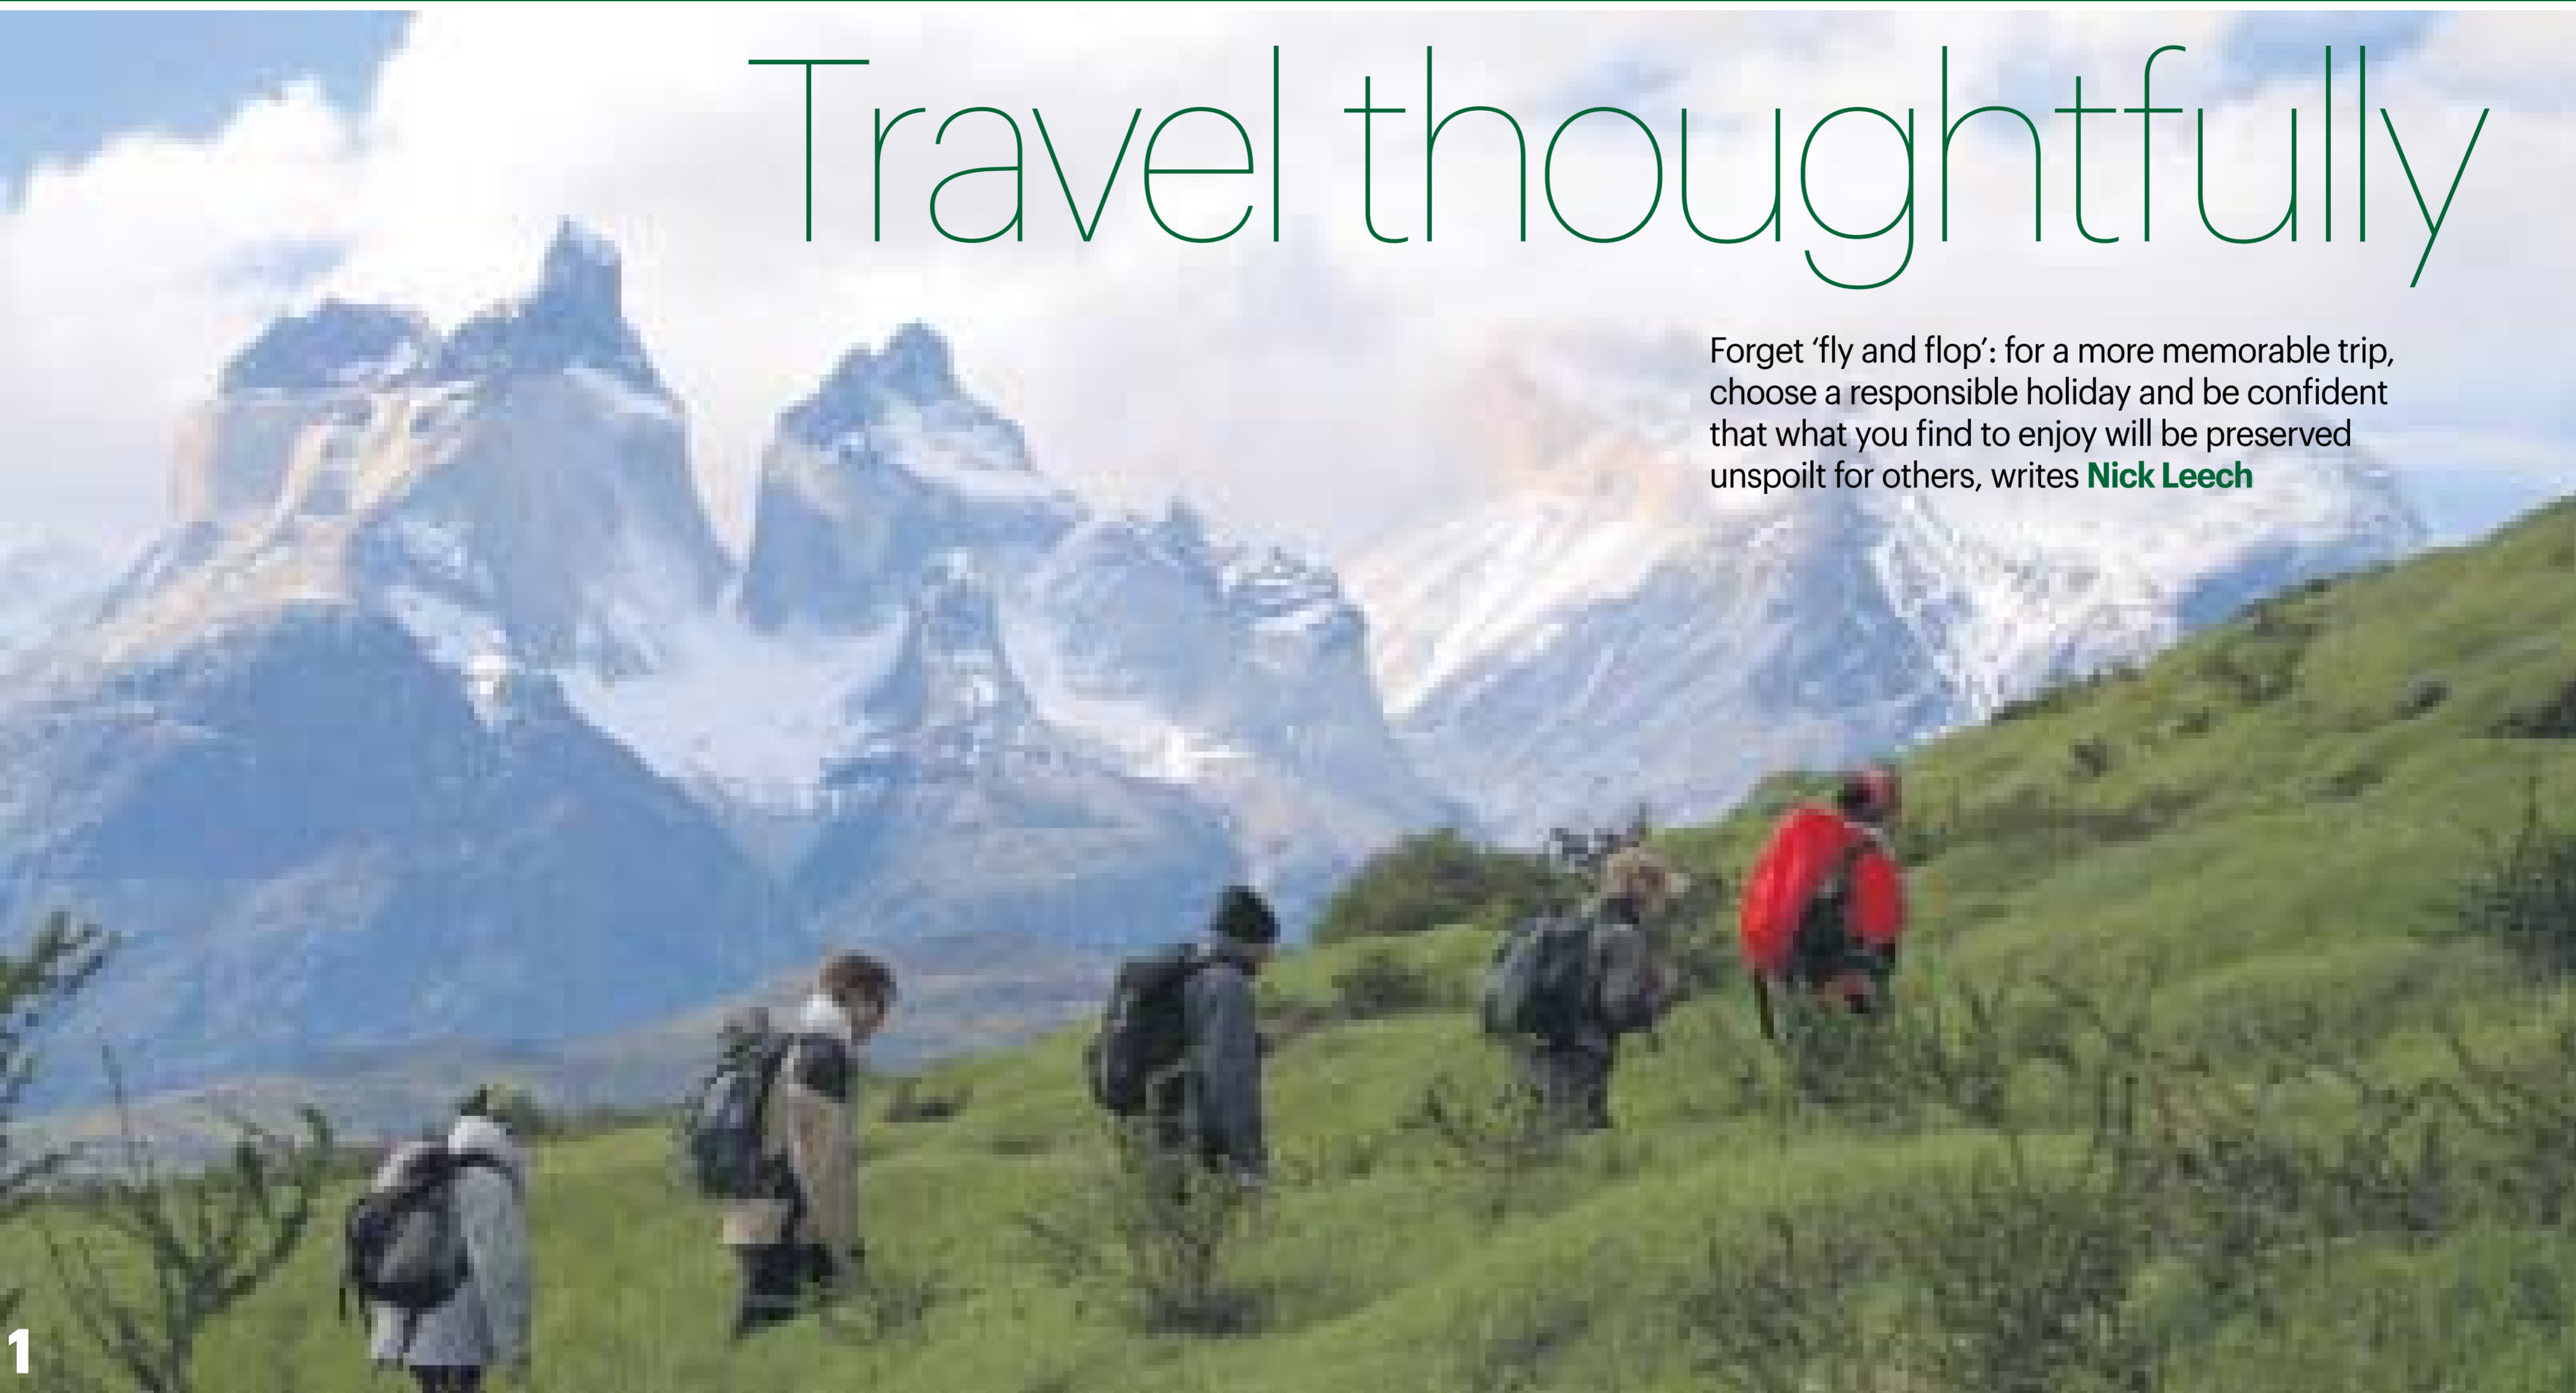 Travel thoughtfully
Forget ‘fly and flop’: for a more memorable trip,
choose a responsible holiday and be confident
that what you find to enjoy will be preserved
unspoilt for others, writes Nick Leech
1